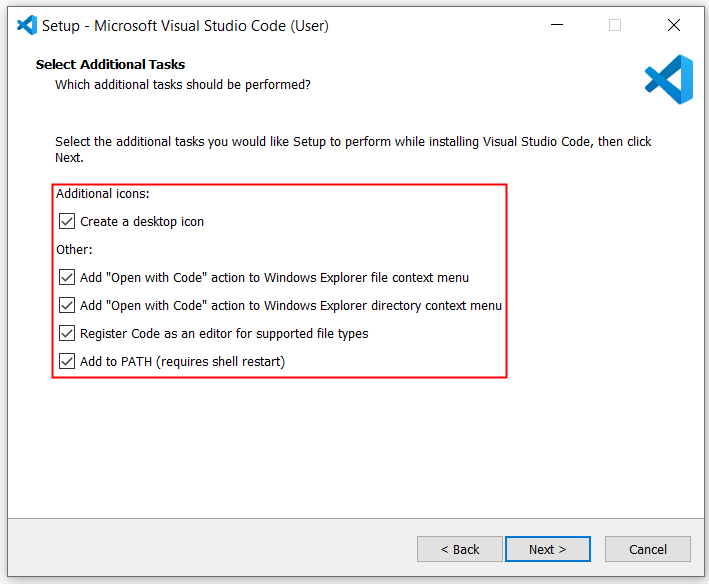 Setup - Microsoft Visual Studio Code (User)
Select Additional Tasks
Which additional tasks should be performed?
Select the additional tasks you would like Setup to perform while installing Visual Studio Code, then click
Next.
Additional icons:
Create a desktop icon
Other:
Add "Open with Code" action to Windows Explorer file context menu
Add "Open with Code" action to Windows Explorer directory context menu
Register Code as an editor for supported file types
Add to PATH (requires shell restart)
< Back
Next >
Cancel